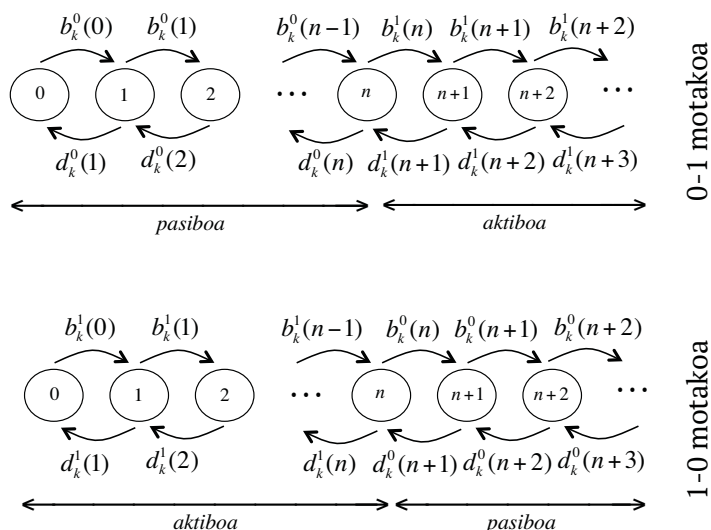 b_k^0(0) b_k^0(1) b_k^0(n−1) b_k^1(n) b_k^1(n+1) b_k^1(n+2)
0 1 2 ··· n n+1 n+2 ···
d_k^0(1) d_k^0(2) d_k^0(n) d_k^1(n+1) d_k^1(n+2) d_k^1(n+3)
pasiboa aktiboa
0-1 motakoa
b_k^1(0) b_k^1(1) b_k^1(n−1) b_k^0(n) b_k^0(n+1) b_k^0(n+2)
0 1 2 ··· n n+1 n+2 ···
d_k^1(1) d_k^1(2) d_k^1(n) d_k^0(n+1) d_k^0(n+2) d_k^0(n+3)
aktiboa pasiboa
1-0 motakoa